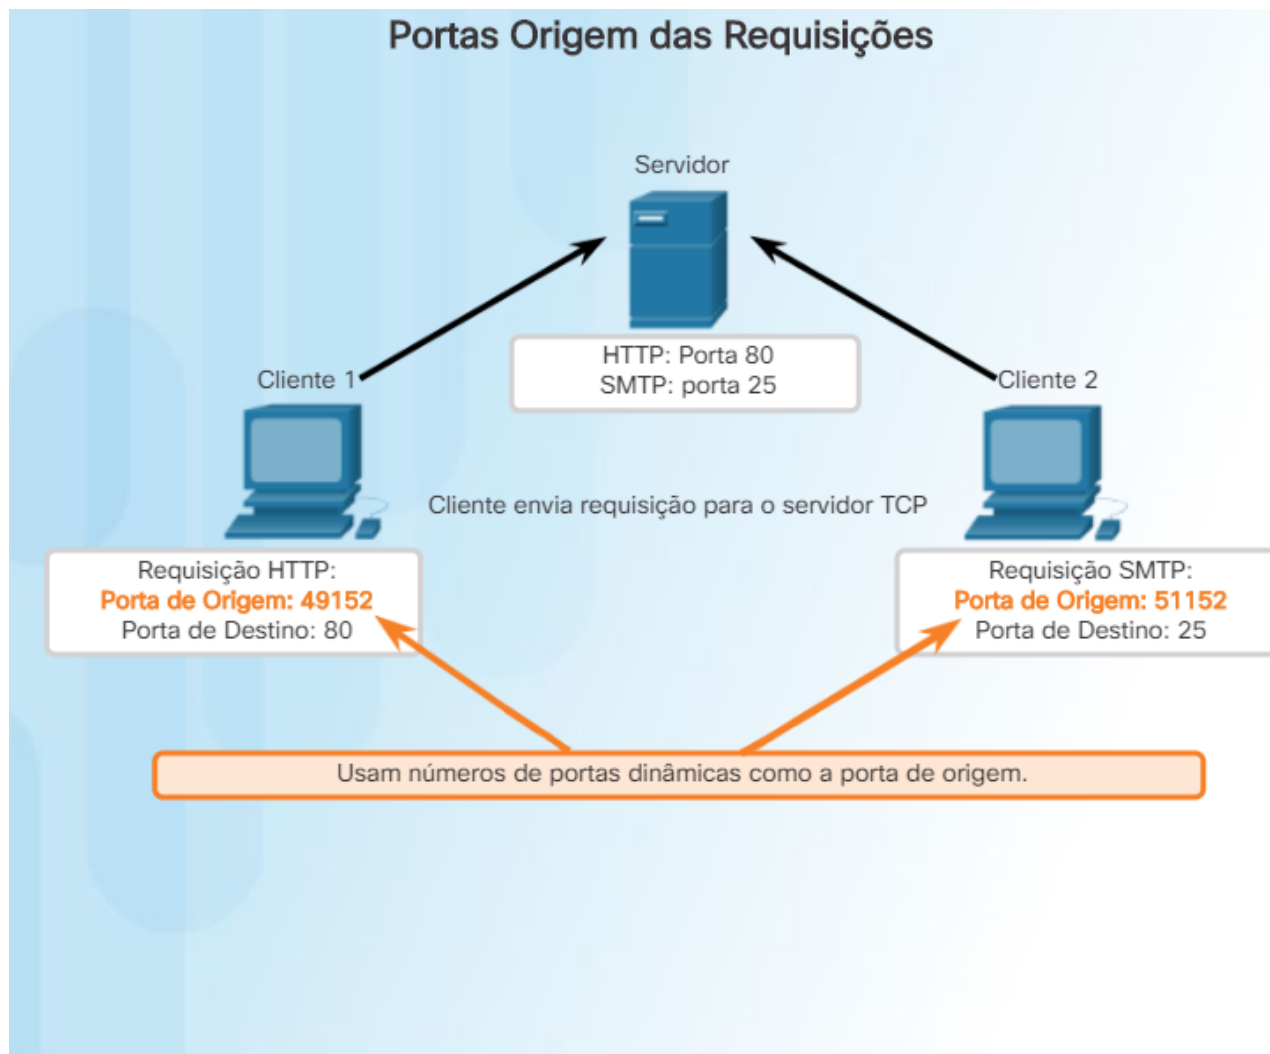 Portas Origem das Requisições
Servidor
HTTP: Porta 80
SMTP: porta 25
Cliente 1
Cliente 2
Cliente envia requisição para o servidor TCP
Requisição HTTP:
Porta de Origem: 49152
Porta de Destino: 80
Requisição SMTP:
Porta de Origem: 51152
Porta de Destino: 25
Usam números de portas dinâmicas como a porta de origem.